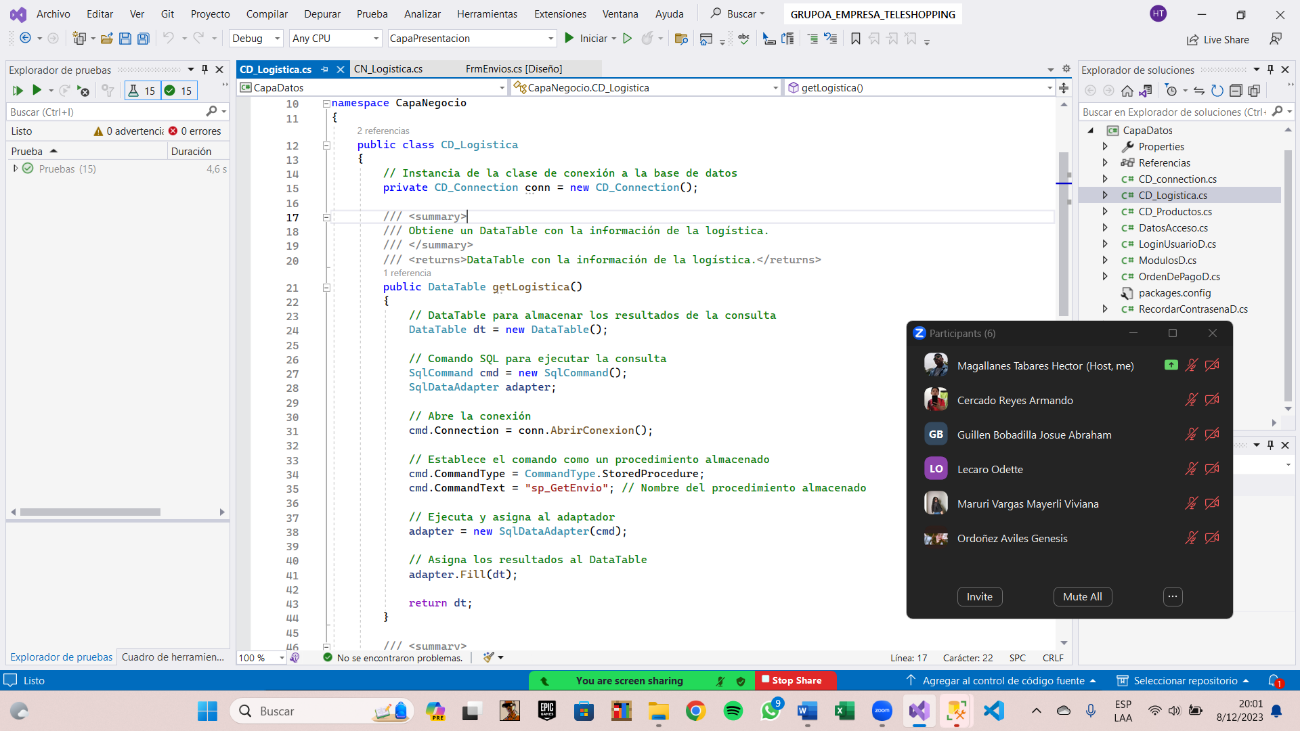 Archivo Editar Ver Git Proyecto Compilar Depurar Prueba Analizar Herramientas Extensiones Ventana Ayuda Buscar GRUPOA_EMPRESA_TELESHOPPING HT
Debug Any CPU CapaPresentacion Iniciar Live Share
Explorador de pruebas
15 15
Buscar (Ctrl+I)
Listo 0 advertencia 0 errores
Prueba Duración
Pruebas (15) 4,6 s
CD_Logistica.cs CN_Logistica.cs FrmEnvios.cs [Diseño]
CapaDatos CapaNegocio.CD_Logistica getLogistica()
10 namespace CapaNegocio
11 {
2 referencias
12 public class CD_Logistica
13 {
14 // Instancia de la clase de conexión a la base de datos
15 private CD_Connection conn = new CD_Connection();
16
17 /// <summary>
18 /// Obtiene un DataTable con la información de la logística.
19 /// </summary>
20 /// <returns>DataTable con la información de la logística.</returns>
1 referencia
21 public DataTable getLogistica()
22 {
23 // DataTable para almacenar los resultados de la consulta
24 DataTable dt = new DataTable();
25
26 // Comando SQL para ejecutar la consulta
27 SqlCommand cmd = new SqlCommand();
28 SqlDataAdapter adapter;
29
30 // Abre la conexión
31 cmd.Connection = conn.AbrirConexion();
32
33 // Establece el comando como un procedimiento almacenado
34 cmd.CommandType = CommandType.StoredProcedure;
35 cmd.CommandText = "sp_GetEnvio"; // Nombre del procedimiento almacenado
36
37 // Ejecuta y asigna al adaptador
38 adapter = new SqlDataAdapter(cmd);
39
40 // Asigna los resultados al DataTable
41 adapter.Fill(dt);
42
43 return dt;
44 }
45
46 /// <summary>
Explorador de soluciones
Buscar en Explorador de soluciones (Ctrl+
CapaDatos
Properties
Referencias
C# CD_connection.cs
C# CD_Logistica.cs
C# CD_Productos.cs
C# DatosAcceso.cs
C# LoginUsuarioD.cs
C# ModulosD.cs
C# OrdenDePagoD.cs
packages.config
C# RecordarContrasenaD.cs
Participants (6)
Magallanes Tabares Hector (Host, me)
Cercado Reyes Armando
GB Guillen Bobadilla Josue Abraham
LO Lecaro Odette
Maruri Vargas Mayerli Viviana
Ordoñez Aviles Genesis
Invite Mute All ...
Explorador de pruebas Cuadro de herramien...
100 % No se encontraron problemas. Línea: 17 Carácter: 22 SPC CRLF
Listo You are screen sharing Stop Share Agregar al control de código fuente Seleccionar repositorio 1
Buscar PRE EPIC GAMES 9 zoom ESP LAA 20:01 8/12/2023